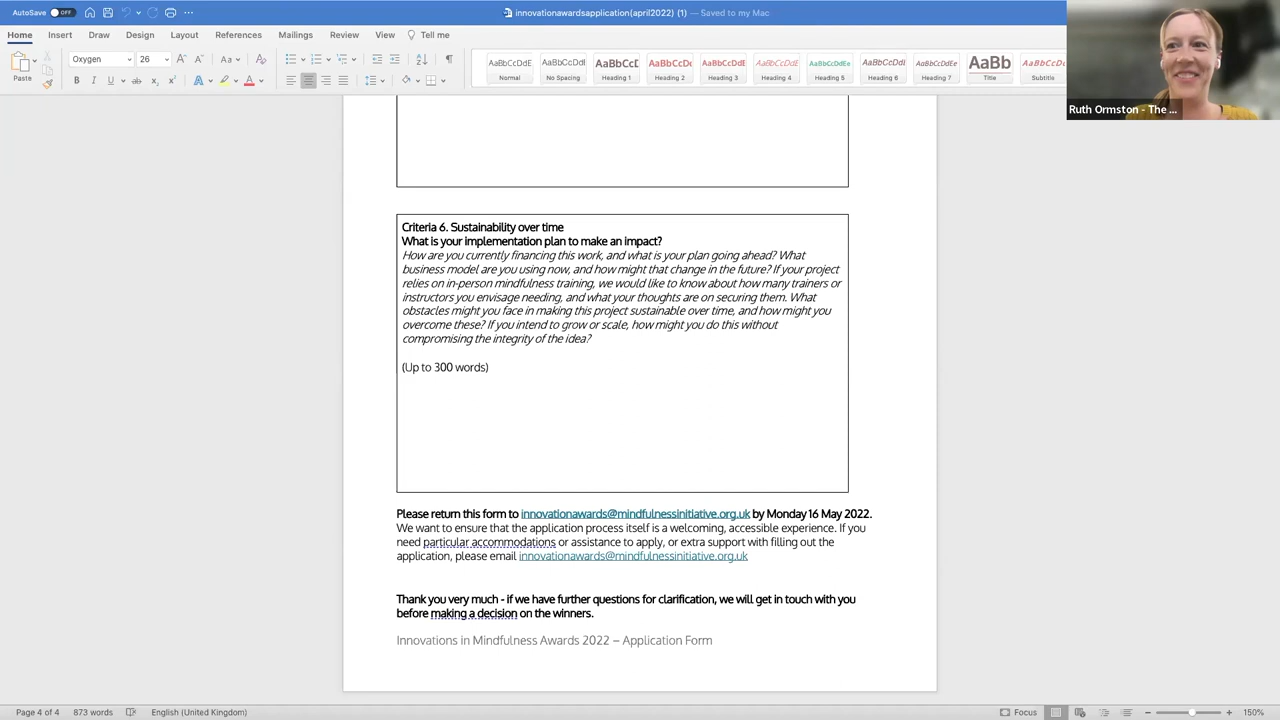 AutoSave OFF
innovationawardsapplication(april2022) (1) — Saved to my Mac
Home Insert Draw Design Layout References Mailings Review View Tell me
Paste
Oxygen 26
AaBbCcDdEe Normal
AaBbCcDdI No Spacing
AaBbCcI Heading 1
AaBbCcDc Heading 2
AaBbCcDdI Heading 3
AaBbCcDdEe Heading 4
AaBbCcDdEe Heading 5
AaBbCcDdI Heading 6
AaBbCcDdEe Heading 7
AaBb Title
Subtitle
Ruth Ormston - The ...
Criteria 6. Sustainability over time
What is your implementation plan to make an impact?
How are you currently financing this work, and what is your plan going ahead? What
business model are you using now, and how might that change in the future? If your project
relies on in-person mindfulness training, we would like to know about how many trainers or
instructors you envisage needing, and what your thoughts are on securing them. What
obstacles might you face in making this project sustainable over time, and how might you
overcome these? If you intend to grow or scale, how might you do this without
compromising the integrity of the idea?
(Up to 300 words)
Please return this form to innovationawards@mindfulnessinitiative.org.uk by Monday 16 May 2022.
We want to ensure that the application process itself is a welcoming, accessible experience. If you
need particular accommodations or assistance to apply, or extra support with filling out the
application, please email innovationawards@mindfulnessinitiative.org.uk
Thank you very much - if we have further questions for clarification, we will get in touch with you
before making a decision on the winners.
Innovations in Mindfulness Awards 2022 – Application Form
Page 4 of 4 873 words English (United Kingdom) Focus 150%